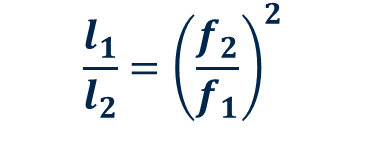 l₁/l₂ = (f₂/f₁)²